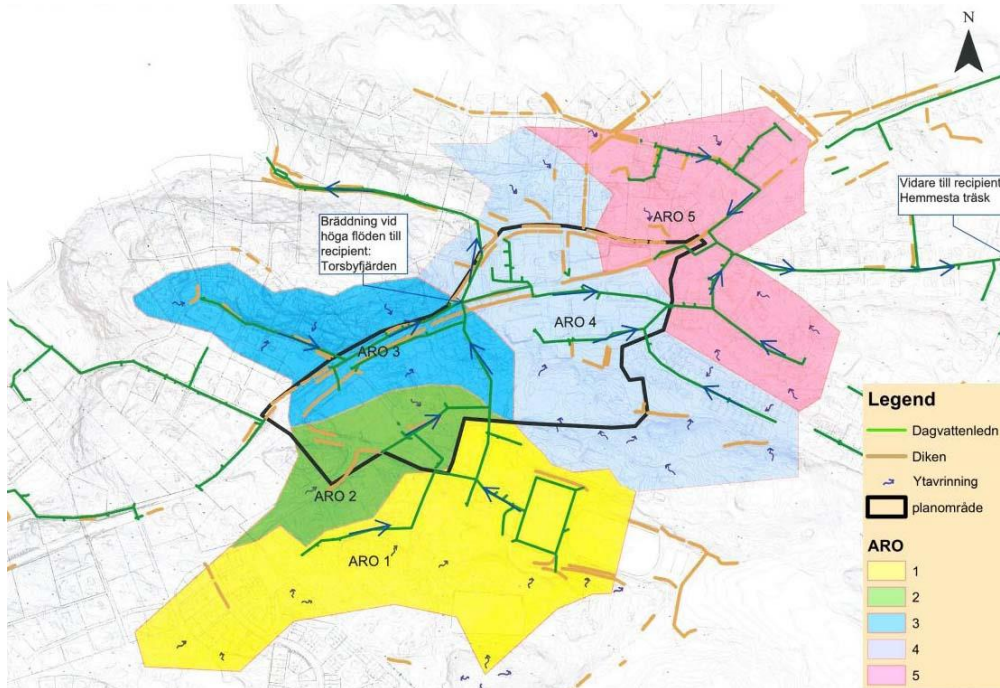 N
ARO 5
Vidare till recipient
Hemmesta träsk
Bräddning vid
höga flöden till
recipient:
Torsbyfjärden
ARO 4
ARO 3
ARO 2
ARO 1
Legend
Dagvattenledn
Diken
Ytavrinning
planområde
ARO
1
2
3
4
5